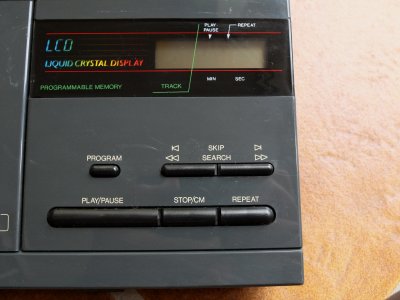 PLAY-
PAUSE
REPEAT
LCD
LIQUID CRYSTAL DISPLAY
MIN
SEC
PROGRAMMABLE MEMORY
TRACK
SKIP
PROGRAM
SEARCH
PLAY/PAUSE
STOP/CM
REPEAT